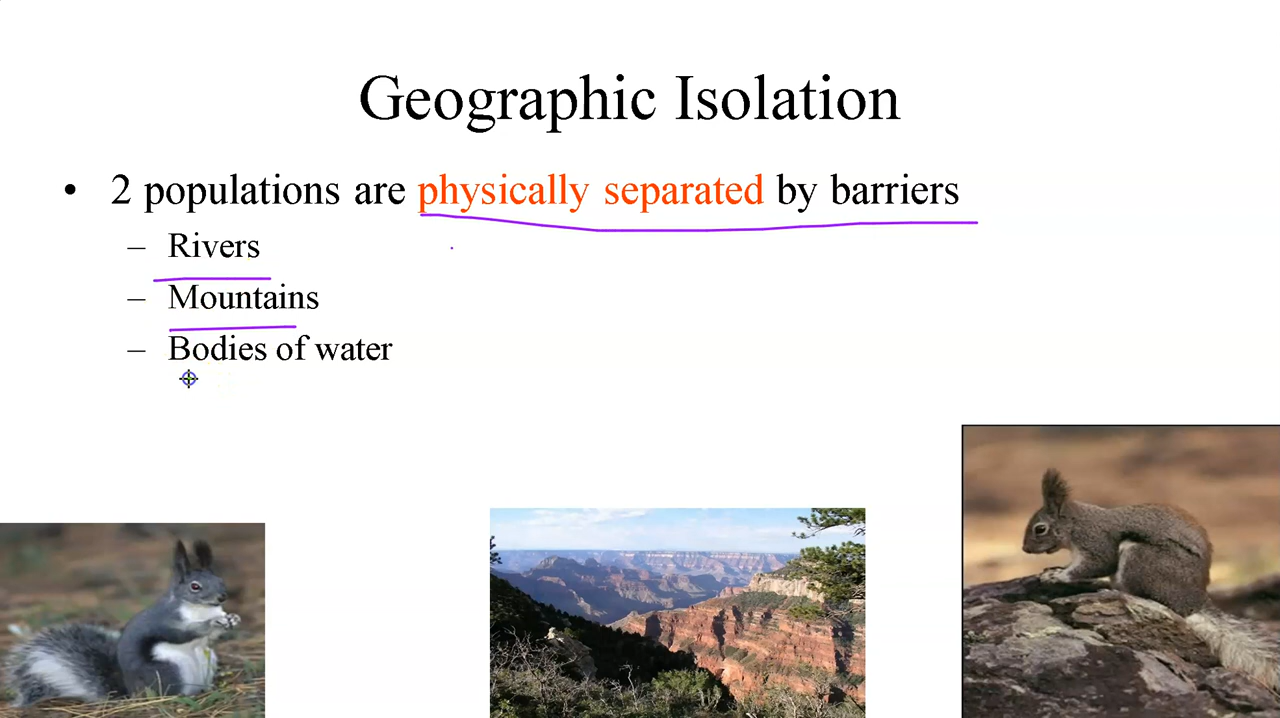 Geographic Isolation
• 2 populations are physically separated by barriers
– Rivers
– Mountains
– Bodies of water